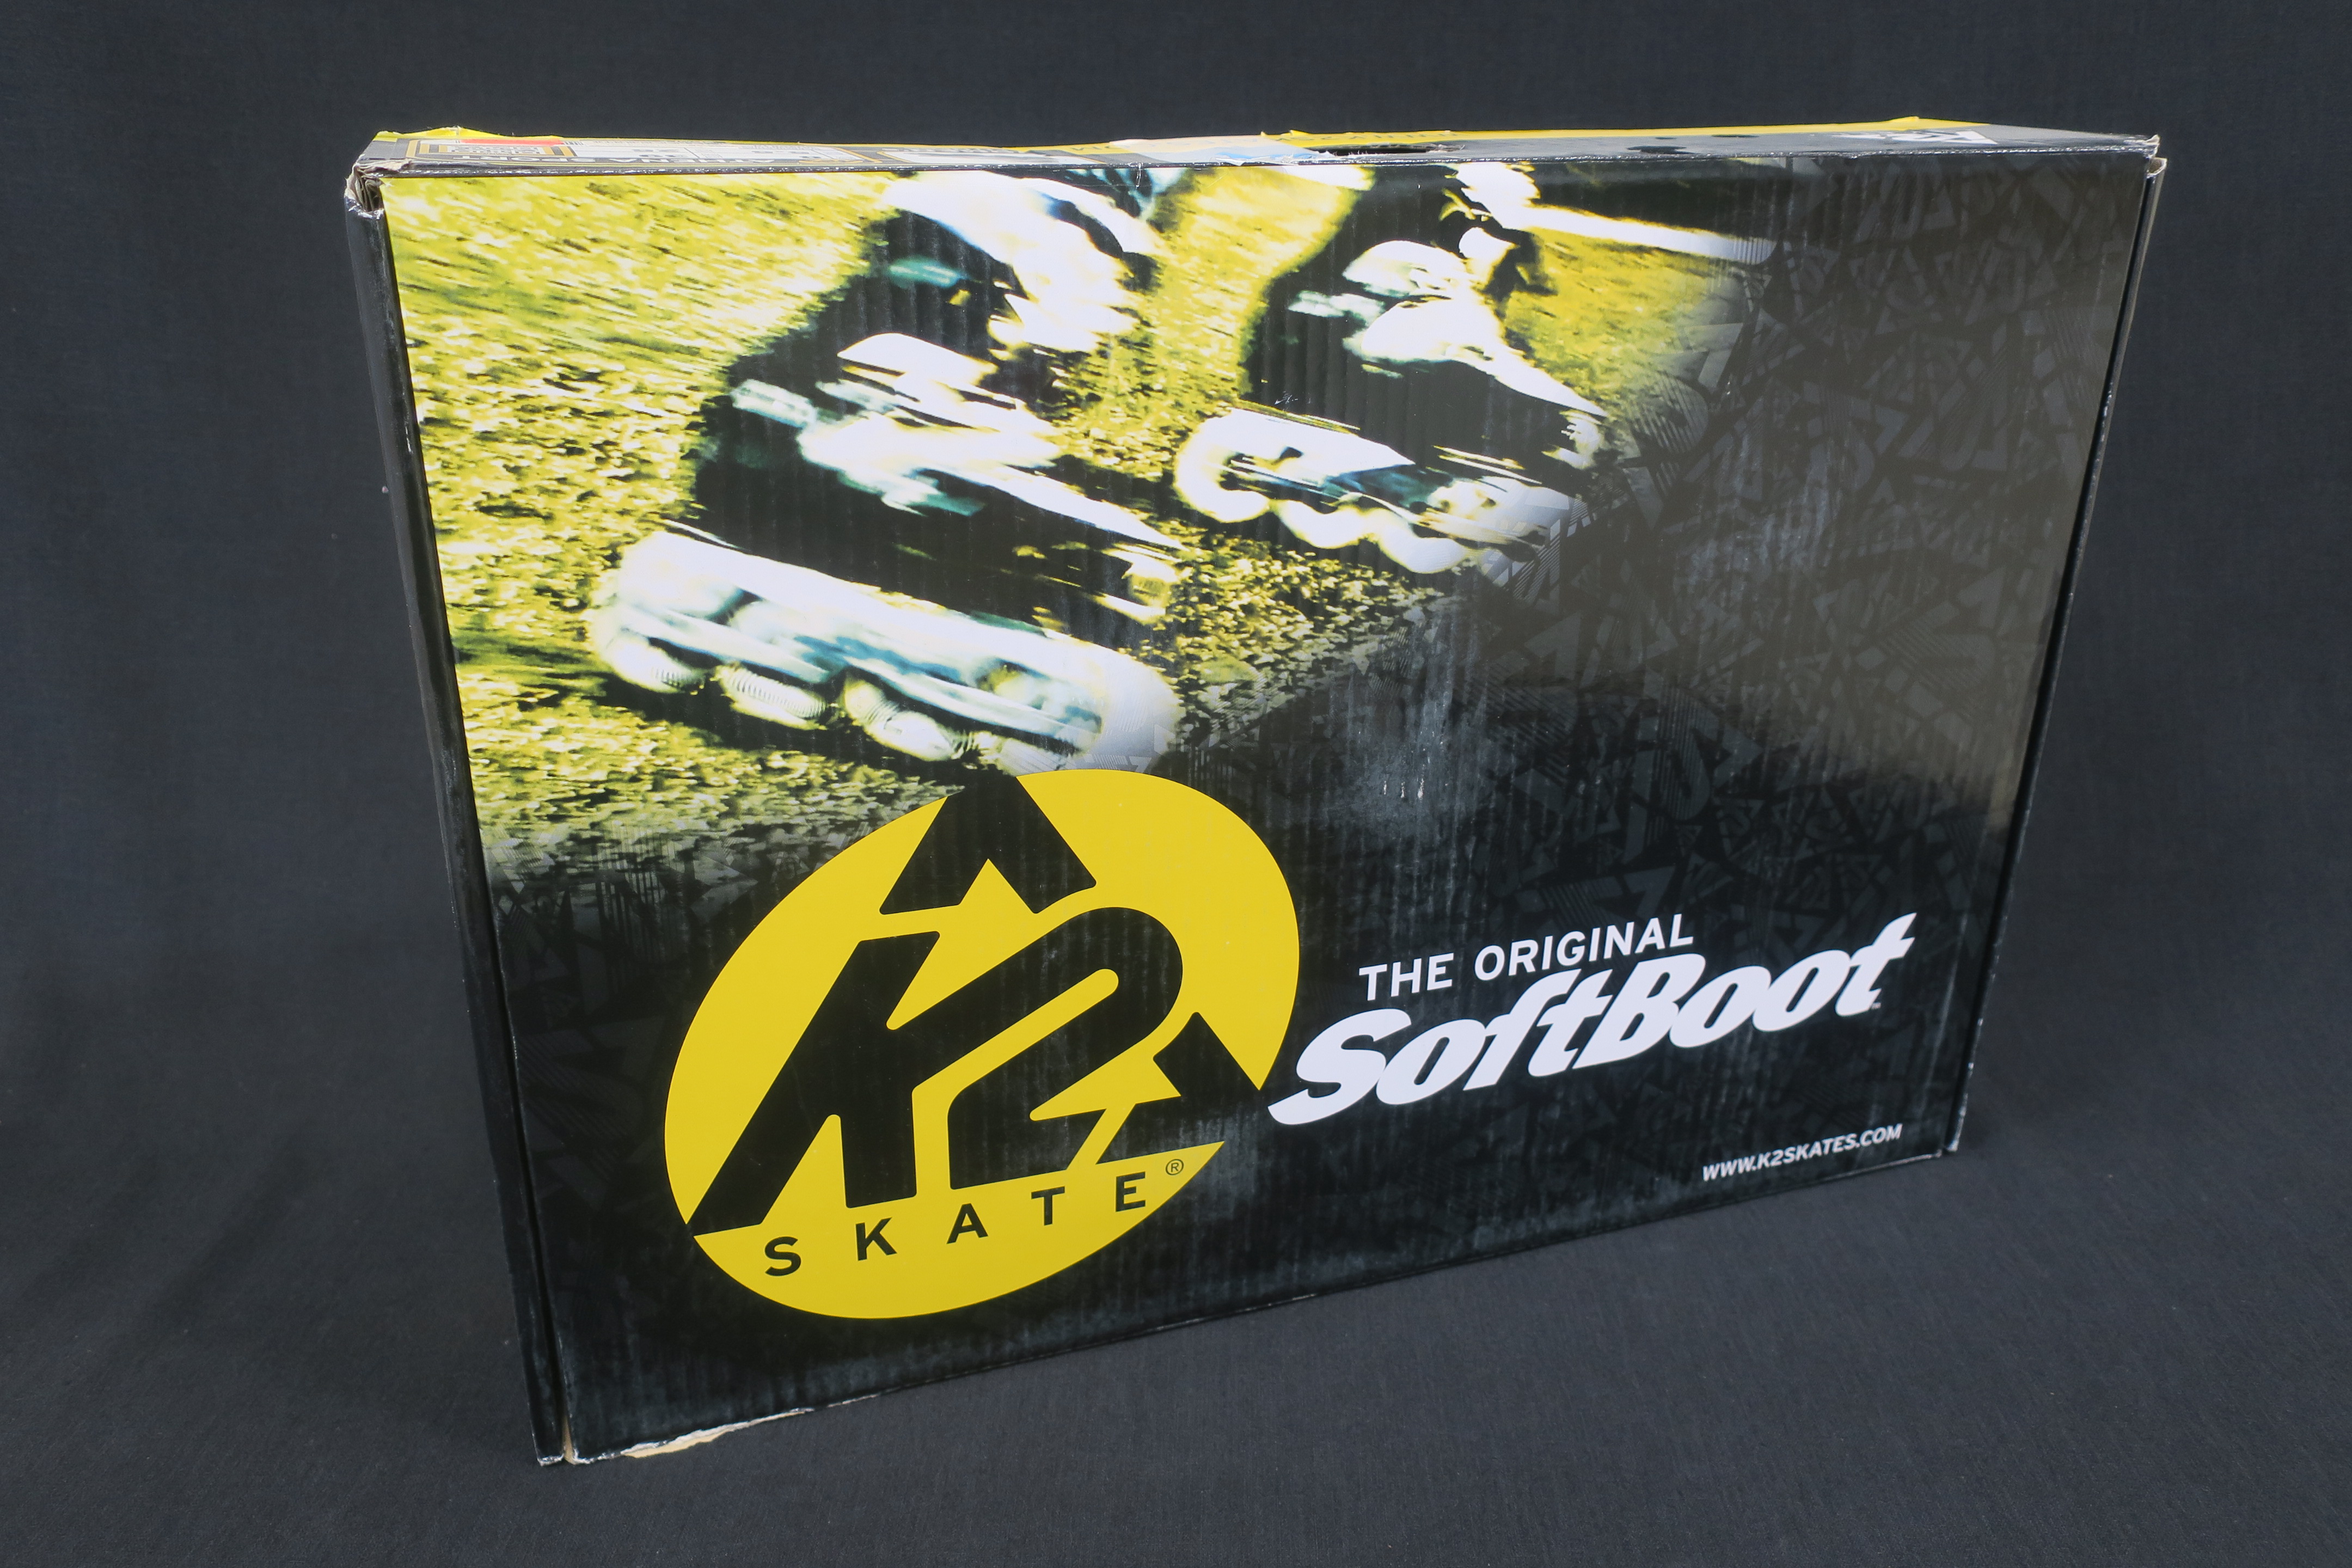 K2
SKATE®
THE ORIGINAL
SoftBoot
WWW.K2SKATES.COM